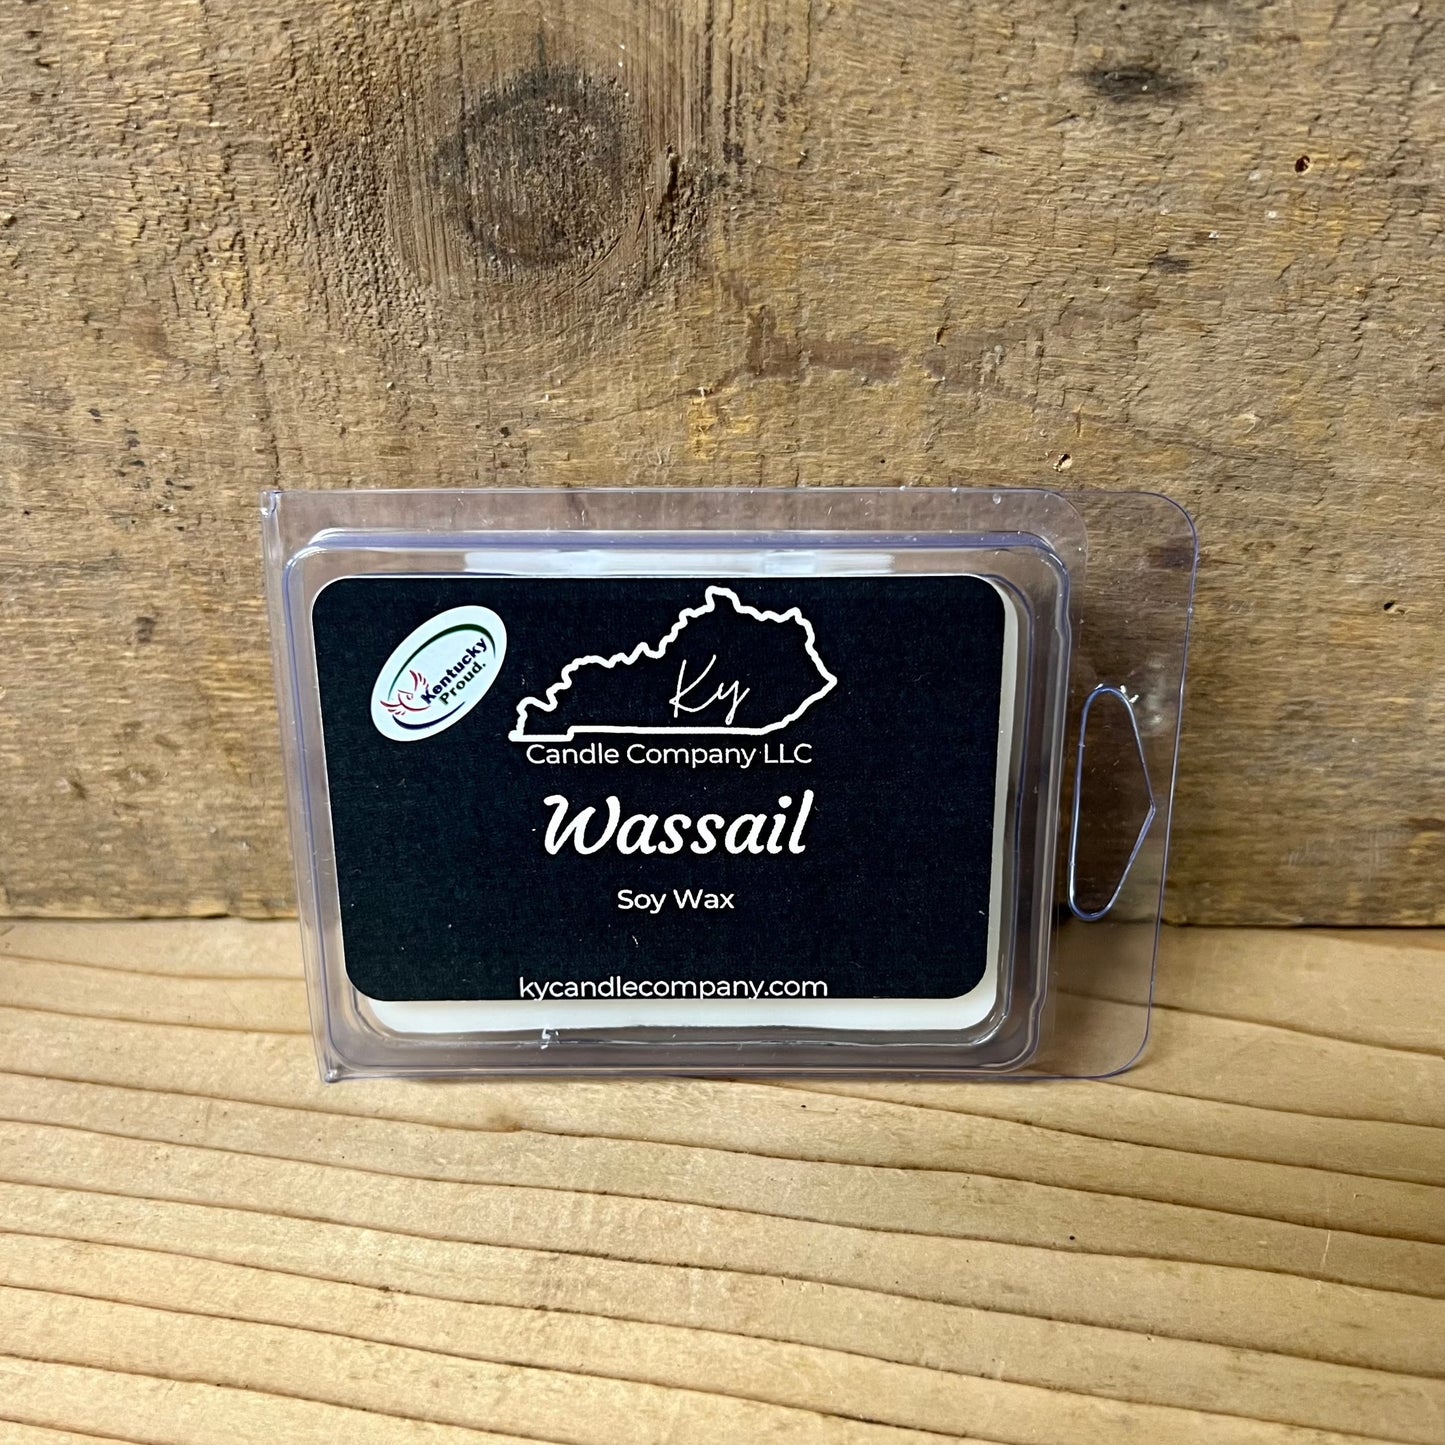 Kentucky
Proud.
Ky
Candle Company LLC
Wassail
Soy Wax
kycandlecompany.com